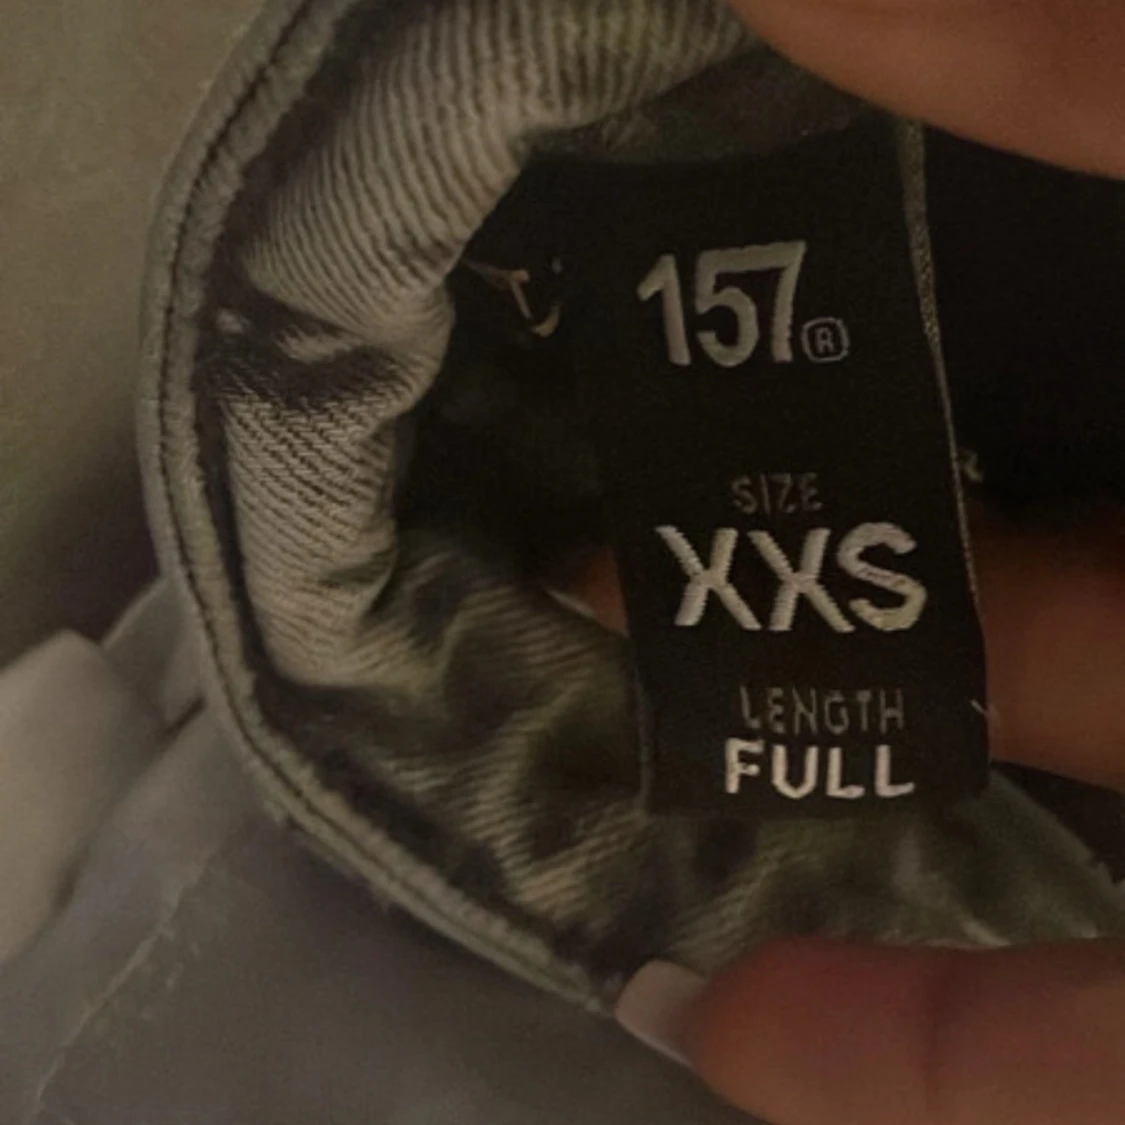 157®
SIZE
XXS
LENGTH
FULL